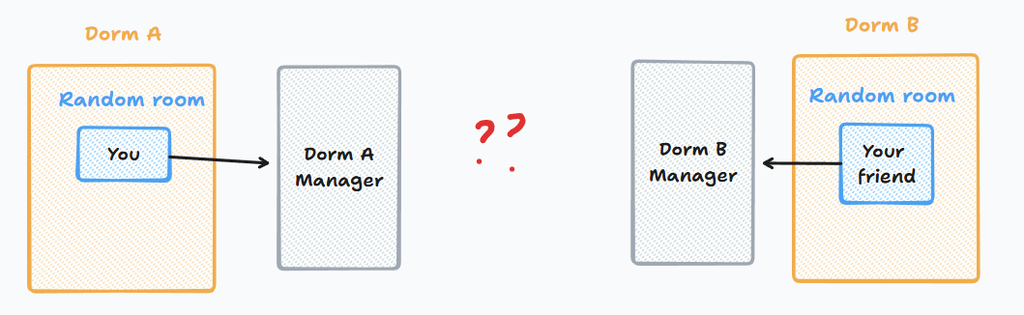 Dorm A
Random room
You
Dorm A
Manager
??
Dorm B
Manager
Dorm B
Random room
Your
friend